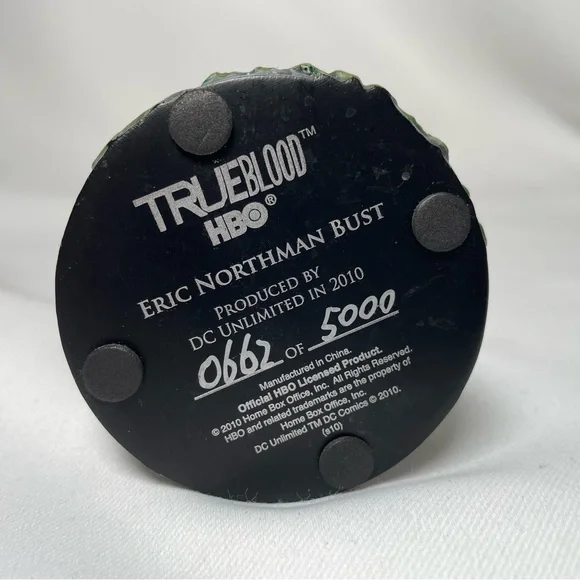 TRUEBLOOD™
HBO®
ERIC NORTHMAN BUST
PRODUCED BY
DC UNLIMITED IN 2010
0662 OF 5000
Manufactured in China.
Official HBO Licensed Product.
© 2010 Home Box Office, Inc. All Rights Reserved.
HBO and related trademarks are the property of
Home Box Office, Inc.
DC Unlimited TM DC Comics © 2010.
(s10)